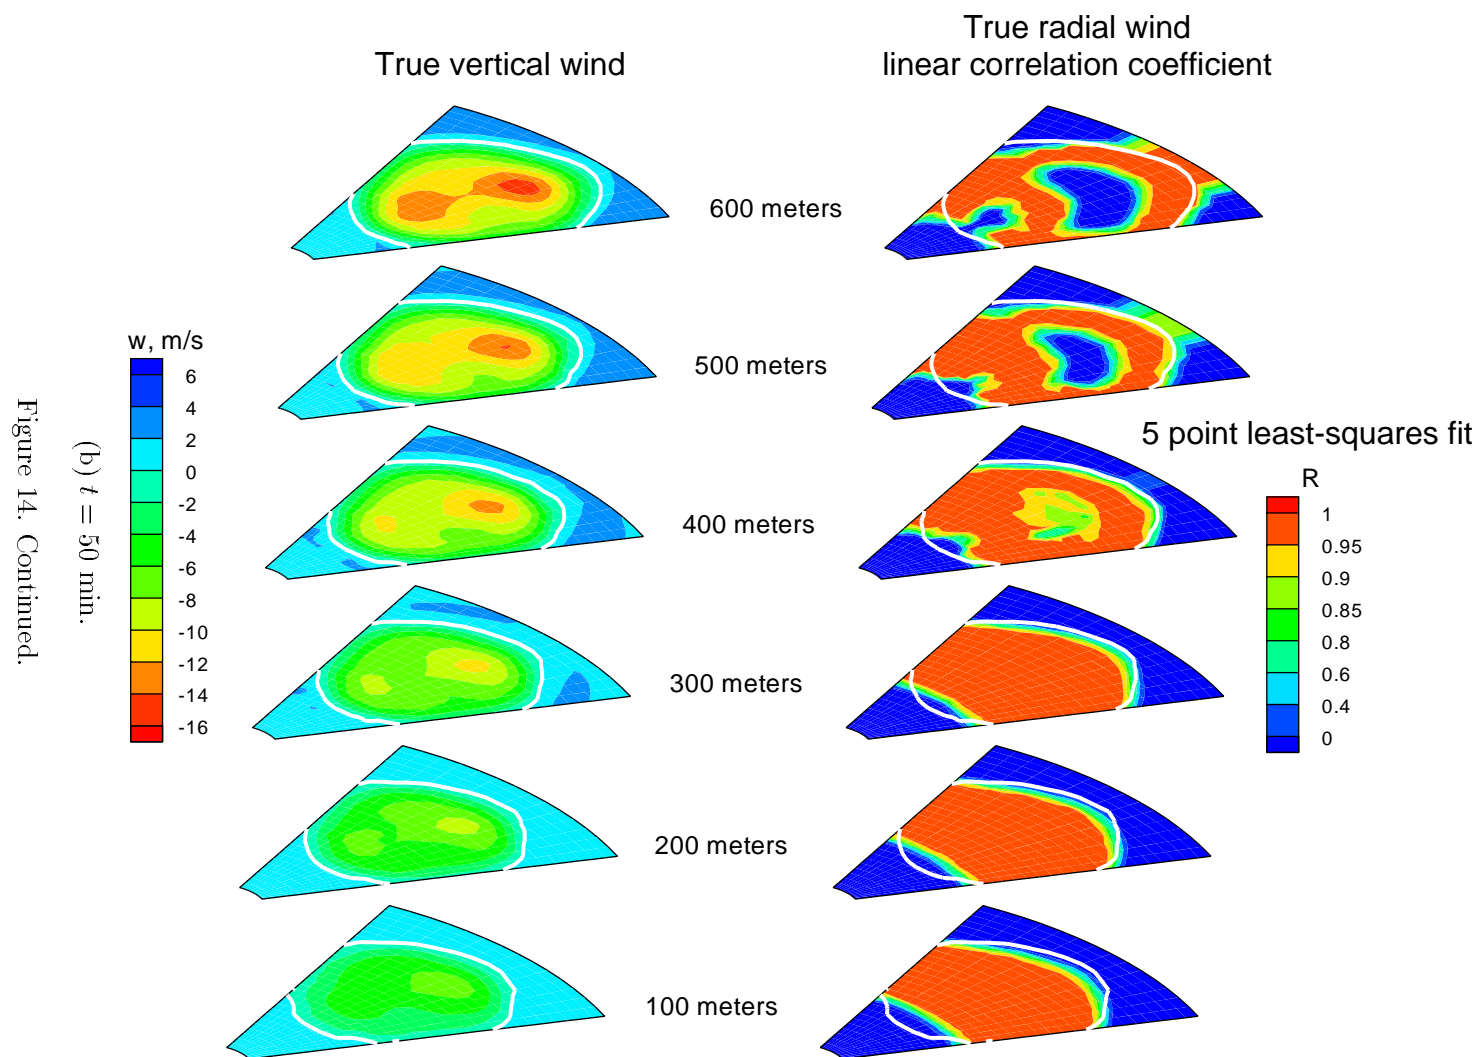 True vertical wind
True radial wind
linear correlation coefficient
600 meters
500 meters
400 meters
300 meters
200 meters
100 meters
w, m/s
6
4
2
0
-2
-4
-6
-8
-10
-12
-14
-16
5 point least-squares fit
R
1
0.95
0.9
0.85
0.8
0.6
0.4
0
(b) t = 50 min.
Figure 14. Continued.